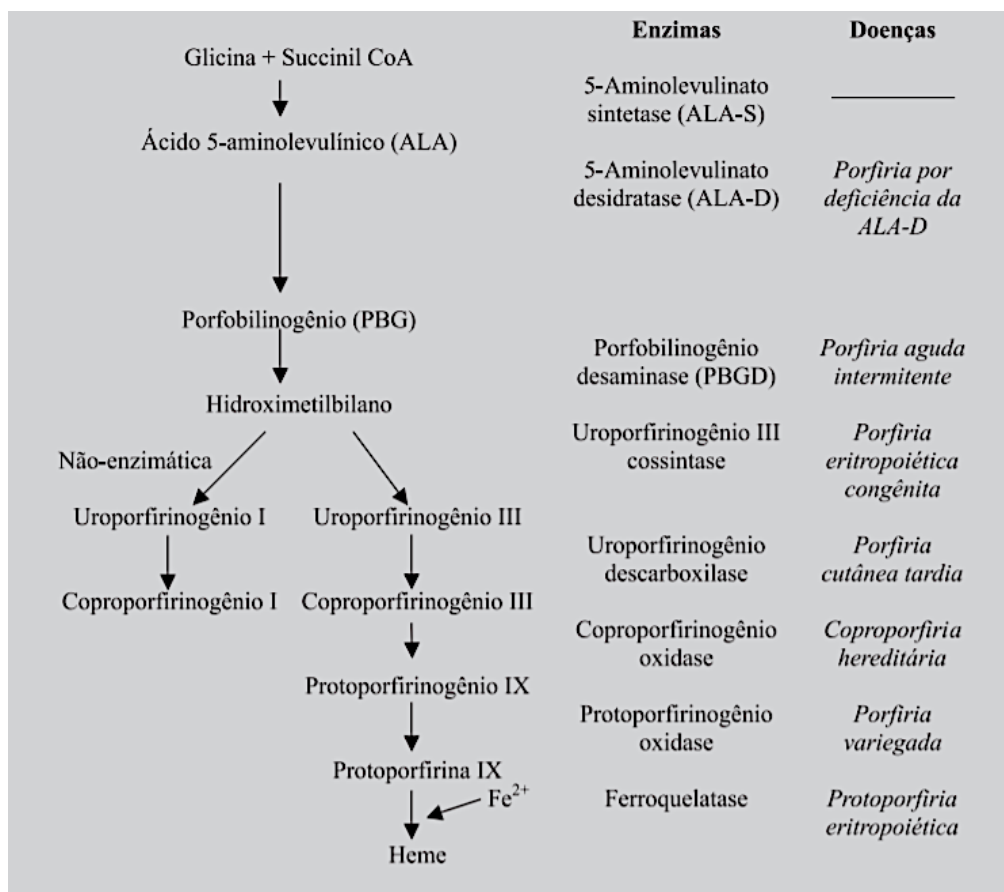 Enzimas
Doenças
Glicina + Succinil CoA
5-Aminolevulinato
sintetase (ALA-S)
Ácido 5-aminolevulínico (ALA)
5-Aminolevulinato
desidratase (ALA-D)
Porfiria por
deficiência da
ALA-D
Porfobilinogênio (PBG)
Porfobilinogênio
desaminase (PBGD)
Porfiria aguda
intermitente
Hidroximetilbilano
Não-enzimática
Uroporfirinogênio III
cossintase
Porfiria
eritropoiética
congênita
Uroporfirinogênio I
Uroporfirinogênio III
Uroporfirinogênio
descarboxilase
Porfiria
cutânea tardia
Coproporfirinogênio I
Coproporfirinogênio III
Coproporfirinogênio
oxidase
Coproporfiria
hereditária
Protoporfirinogênio IX
Protoporfirinogênio
oxidase
Porfiria
variegada
Protoporfirina IX
Fe²⁺
Ferroquelatase
Protoporfiria
eritropoiética
Heme